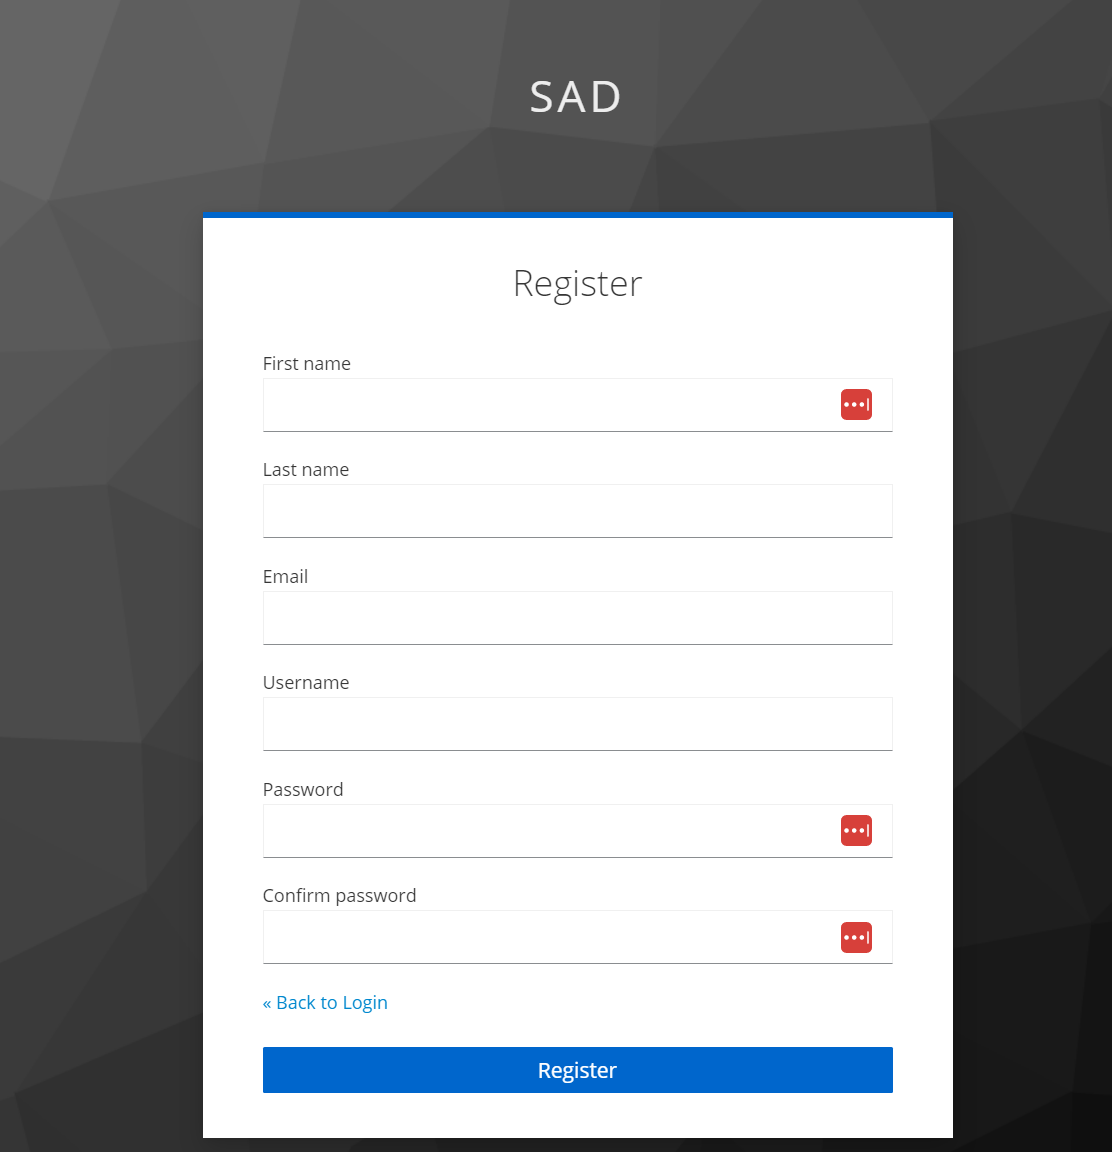 SAD
Register
First name
Last name
Email
Username
Password
Confirm password
« Back to Login
Register